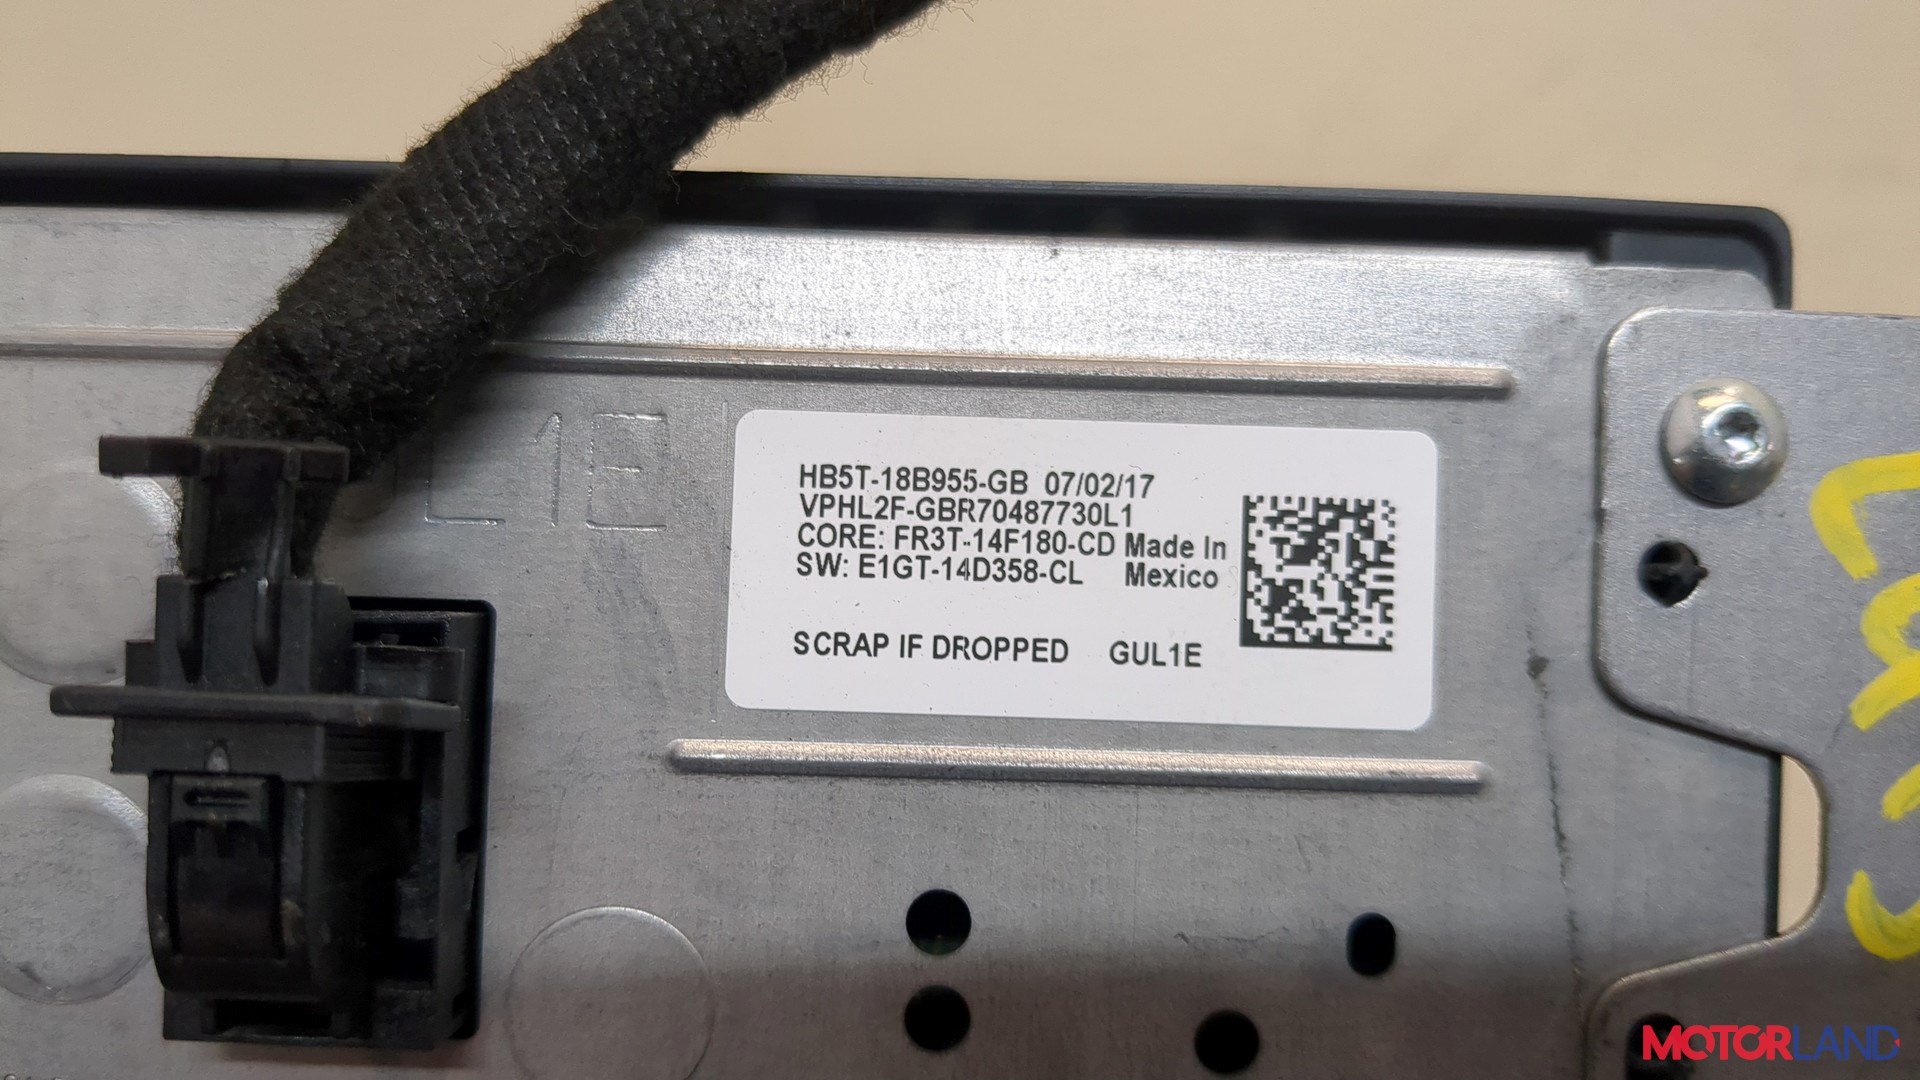 L1E
HB5T-18B955-GB 07/02/17
VPHL2F-GBR70487730L1
CORE: FR3T-14F180-CD Made In
SW: E1GT-14D358-CL Mexico
SCRAP IF DROPPED GUL1E
MOTORLAND